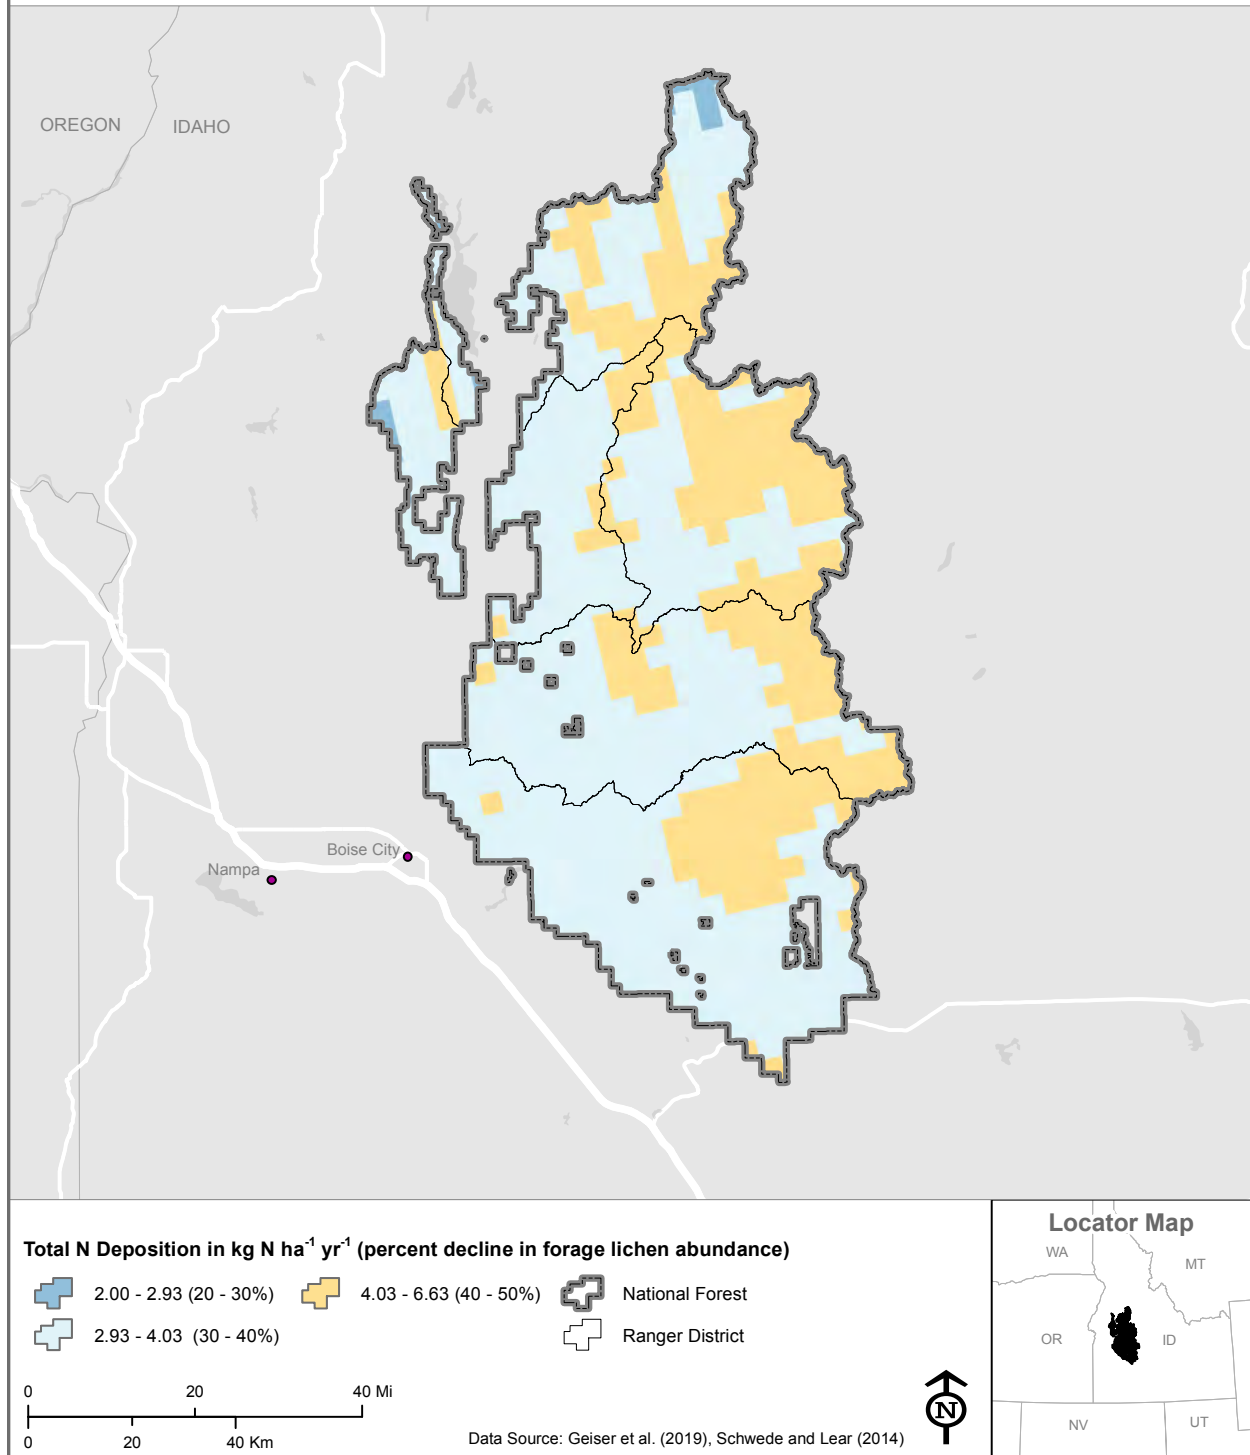 OREGON IDAHO
Boise City
Nampa
Total N Deposition in kg N ha⁻¹ yr⁻¹ (percent decline in forage lichen abundance)
2.00 - 2.93 (20 - 30%)
4.03 - 6.63 (40 - 50%)
National Forest
2.93 - 4.03 (30 - 40%)
Ranger District
0 20 40 Mi
0 20 40 Km
N
Data Source: Geiser et al. (2019), Schwede and Lear (2014)
Locator Map
WA
MT
OR
ID
NV
UT